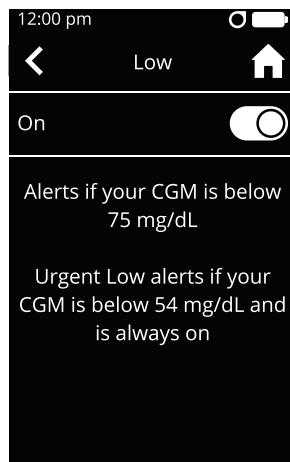 12:00 pm
Low
On
Alerts if your CGM is below
75 mg/dL
Urgent Low alerts if your
CGM is below 54 mg/dL and
is always on